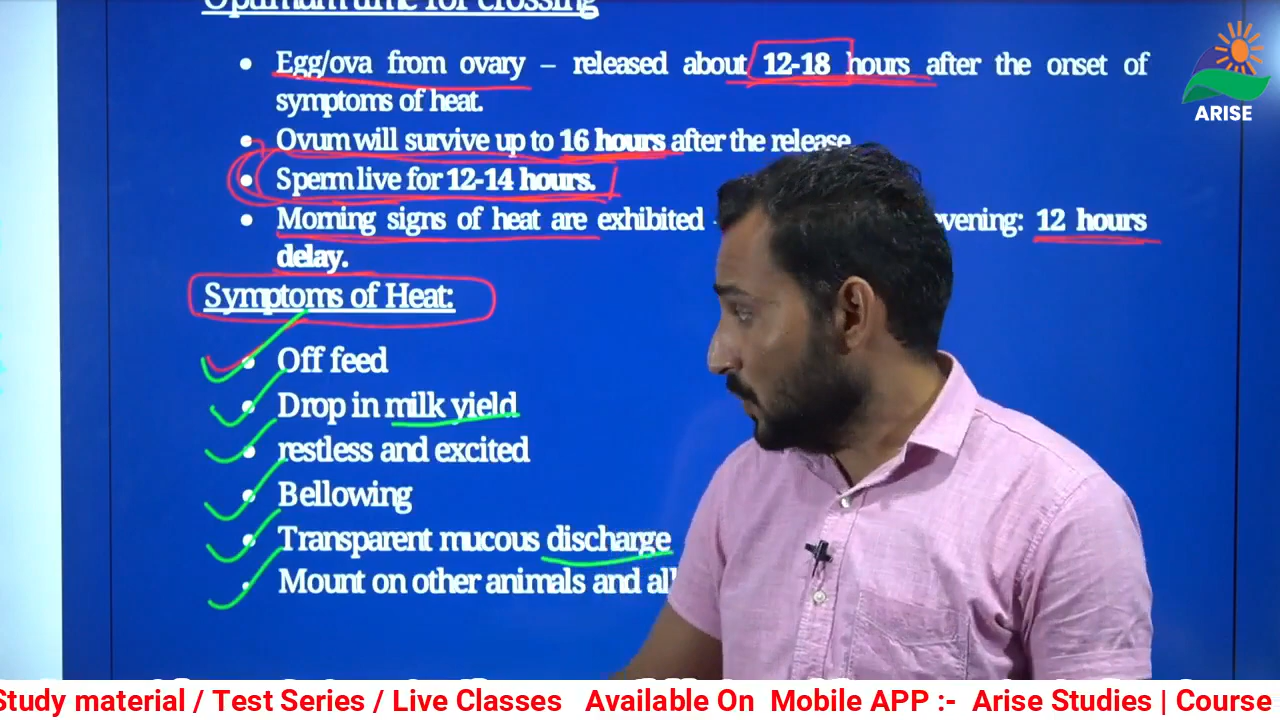 Optimum time for crossing
• Egg/ova from ovary – released about 12-18 hours after the onset of
symptoms of heat.
• Ovum will survive up to 16 hours after the release
• Sperm live for 12-14 hours.
• Morning signs of heat are exhibited vening: 12 hours
delay.
Symptoms of Heat:
• Off feed
• Drop in milk yield
• restless and excited
• Bellowing
• Transparent mucous discharge
• Mount on other animals and al
ARISE
Study material / Test Series / Live Classes Available On Mobile APP :- Arise Studies | Course